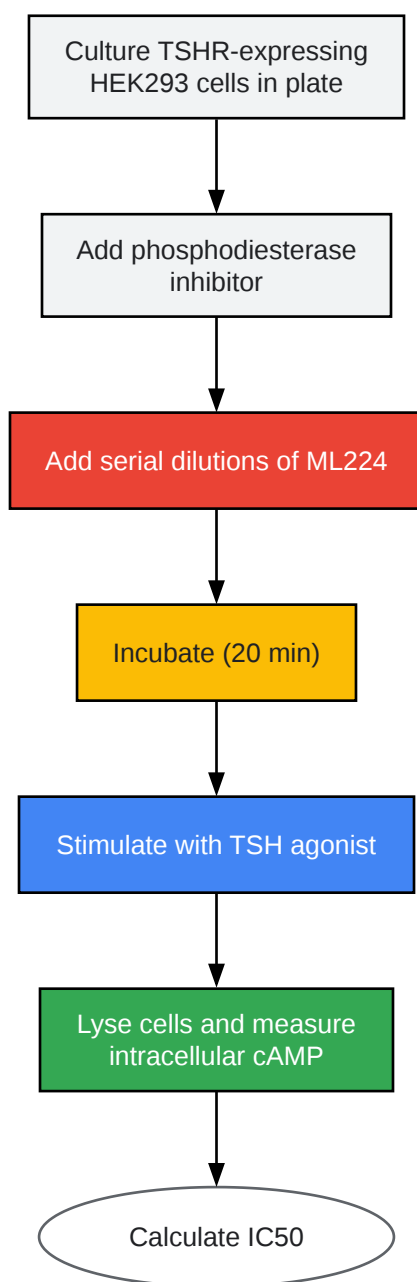 Culture TSHR-expressing
HEK293 cells in plate
Add phosphodiesterase
inhibitor
Add serial dilutions of ML224
Incubate (20 min)
Stimulate with TSH agonist
Lyse cells and measure
intracellular cAMP
Calculate IC50